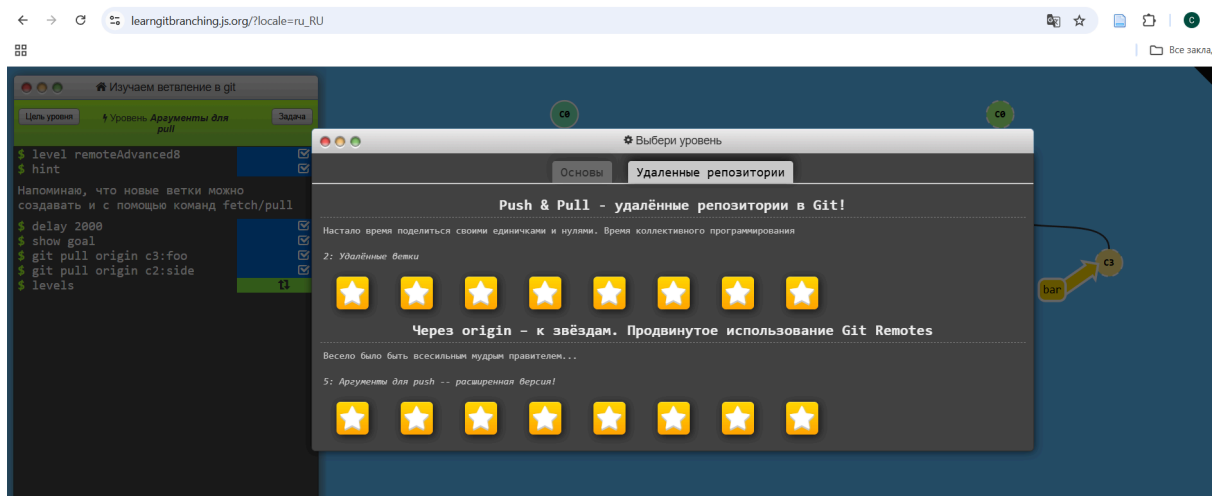 learngitbranching.js.org/?locale=ru_RU
C
Все закла
Изучаем ветвление в git
Цель уровня
Уровень Аргументы для pull
Задача
$ level remoteAdvanced8
$ hint
Напоминаю, что новые ветки можно
создавать и с помощью команд fetch/pull
$ delay 2000
$ show goal
$ git pull origin c3:foo
$ git pull origin c2:side
$ levels
c0
c0
Выбери уровень
Основы
Удаленные репозитории
Push & Pull - удалённые репозитории в Git!
Настало время поделиться своими единичками и нулями. Время коллективного программирования
2: Удалённые ветки
Через origin – к звёздам. Продвинутое использование Git Remotes
Весело было быть всесильным мудрым правителем...
5: Аргументы для push -- расширенная версия!
c3
bar